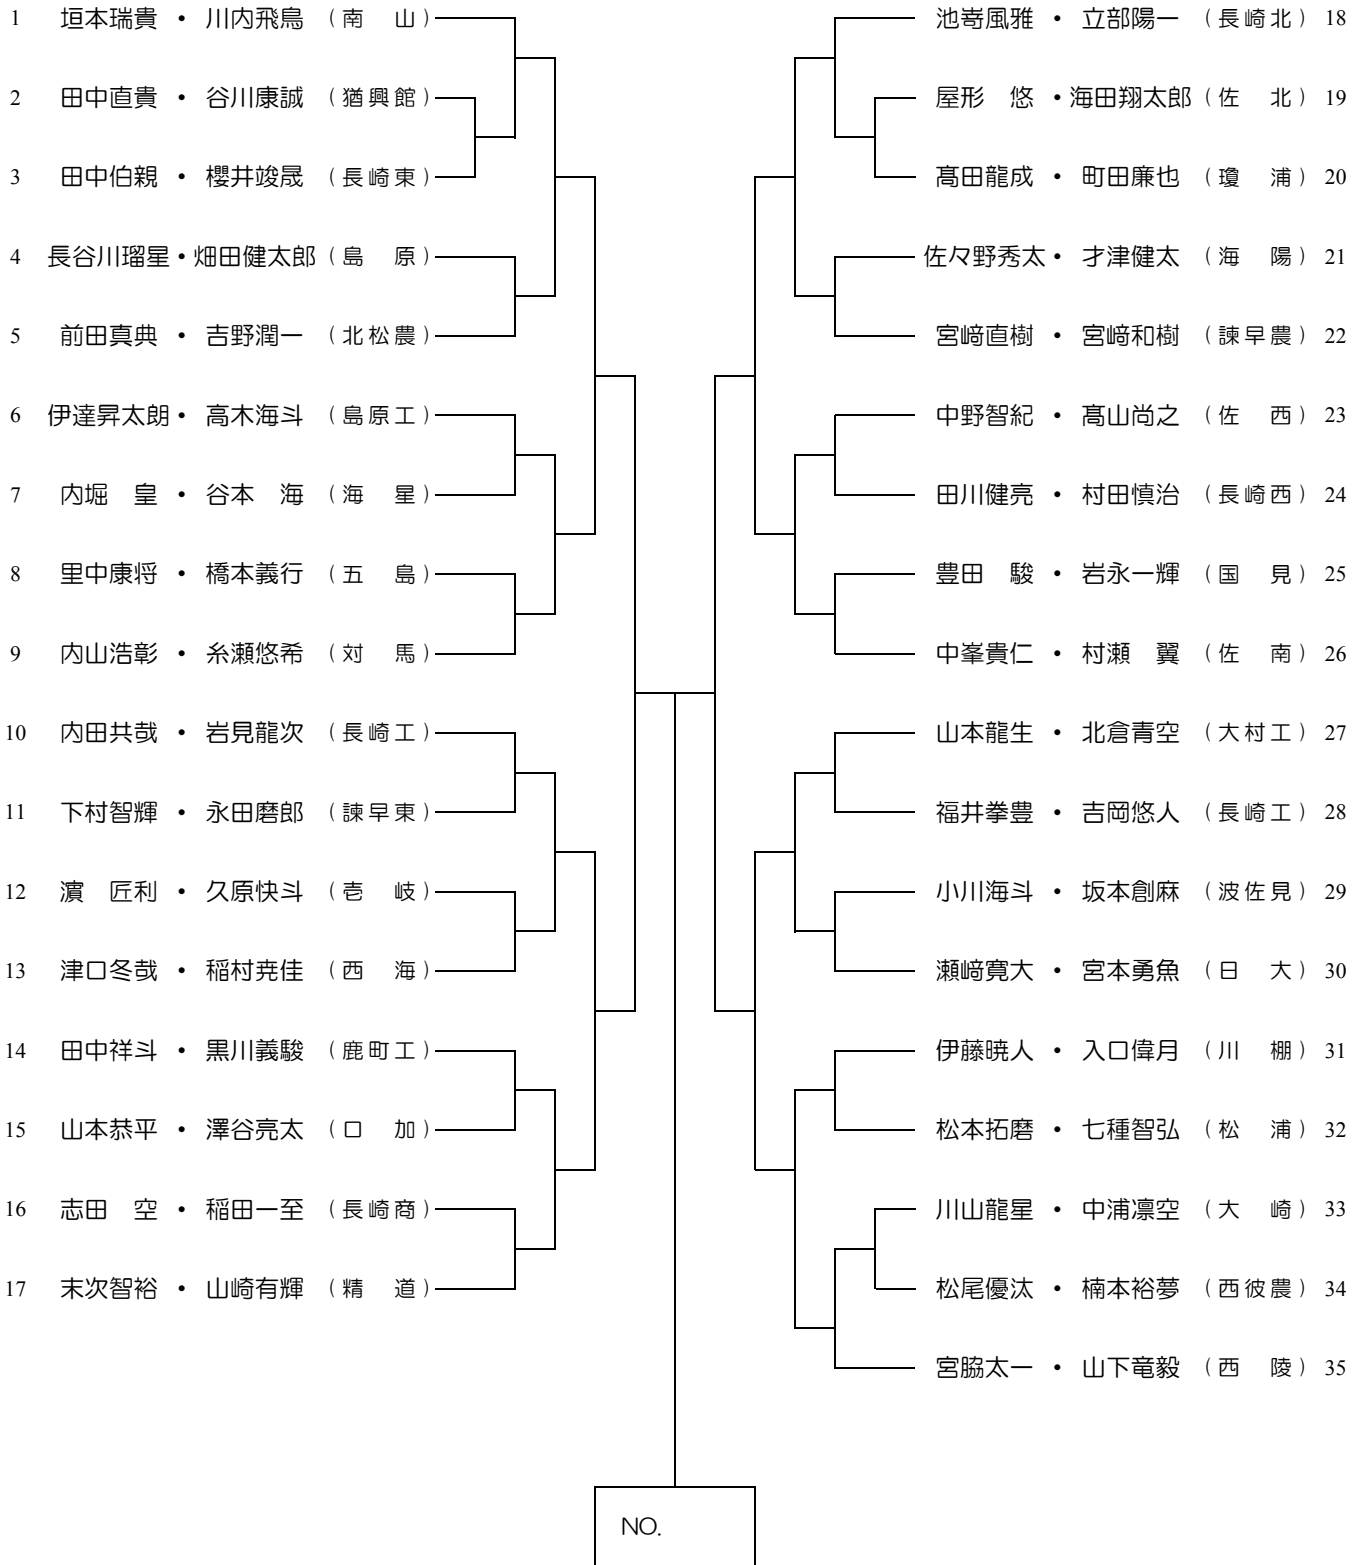 1 垣本瑞貴 ・ 川内飛鳥 （南　山）
2 田中直貴 ・ 谷川康誠 （猶興館）
3 田中伯親 ・ 櫻井竣晟 （長崎東）
4 長谷川瑠星・畑田健太郎（島　原）
5 前田真典 ・ 吉野潤一 （北松農）
6 伊達昇太朗・ 高木海斗 （島原工）
7 内堀　皇 ・ 谷本　海 （海　星）
8 里中康将 ・ 橋本義行 （五　島）
9 内山浩彰 ・ 糸瀬悠希 （対　馬）
10 内田共哉 ・ 岩見龍次 （長崎工）
11 下村智輝 ・ 永田磨郎 （諫早東）
12 濵　匠利 ・ 久原快斗 （壱　岐）
13 津口冬哉 ・ 稲村尭佳 （西　海）
14 田中祥斗 ・ 黒川義駿 （鹿町工）
15 山本恭平 ・ 澤谷亮太 （口　加）
16 志田　空 ・ 稲田一至 （長崎商）
17 末次智裕 ・ 山崎有輝 （精　道）
池嵜風雅 ・ 立部陽一 （長崎北） 18
屋形　悠 ・海田翔太郎（佐　北） 19
髙田龍成 ・ 町田廉也 （瓊　浦） 20
佐々野秀太・ 才津健太 （海　陽） 21
宮﨑直樹 ・ 宮﨑和樹 （諫早農） 22
中野智紀 ・ 髙山尚之 （佐　西） 23
田川健亮 ・ 村田慎治 （長崎西） 24
豊田　駿 ・ 岩永一輝 （国　見） 25
中峯貴仁 ・ 村瀬　翼 （佐　南） 26
山本龍生 ・ 北倉青空 （大村工） 27
福井拳豊 ・ 吉岡悠人 （長崎工） 28
小川海斗 ・ 坂本創麻 （波佐見） 29
瀬﨑寛大 ・ 宮本勇魚 （日　大） 30
伊藤暁人 ・ 入口偉月 （川　棚） 31
松本拓磨 ・ 七種智弘 （松　浦） 32
川山龍星 ・ 中浦凛空 （大　崎） 33
松尾優汰 ・ 楠本裕夢 （西彼農） 34
宮脇太一 ・ 山下竜毅 （西　陵） 35
NO.